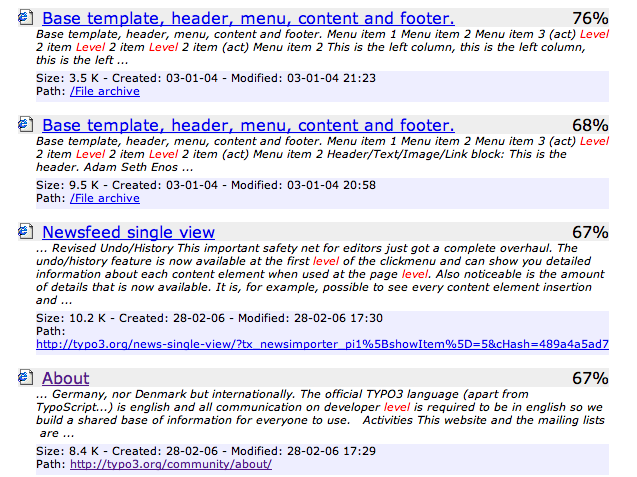 Base template, header, menu, content and footer. 76%
Base template, header, menu, content and footer. Menu item 1 Menu item 2 Menu item 3 (act) Level
2 item Level 2 item Level 2 item (act) Menu item 2 This is the left column, this is the left column,
this is the left ...
Size: 3.5 K - Created: 03-01-04 - Modified: 03-01-04 21:23
Path: /File archive
Base template, header, menu, content and footer. 68%
Base template, header, menu, content and footer. Menu item 1 Menu item 2 Menu item 3 (act) Level
2 item Level 2 item Level 2 item (act) Menu item 2 Header/Text/Image/Link block: This is the
header. Adam Seth Enos ...
Size: 9.5 K - Created: 03-01-04 - Modified: 03-01-04 20:58
Path: /File archive
Newsfeed single view 67%
... Revised Undo/History This important safety net for editors just got a complete overhaul. The
undo/history feature is now available at the first level of the clickmenu and can show you detailed
information about each content element when used at the page level. Also noticeable is the amount
of details that is now available. It is, for example, possible to see every content element insertion
and ...
Size: 10.2 K - Created: 28-02-06 - Modified: 28-02-06 17:30
Path:
http://typo3.org/news-single-view/?tx_newsimporter_pi1%5BshowItem%5D=5&cHash=489a4a5ad7
About 67%
... Germany, nor Denmark but internationally. The official TYPO3 language (apart from
TypoScript...) is english and all communication on developer level is required to be in english so we
build a shared base of information for everyone to use. Activities This website and the mailing lists
are ...
Size: 8.4 K - Created: 28-02-06 - Modified: 28-02-06 17:29
Path: http://typo3.org/community/about/